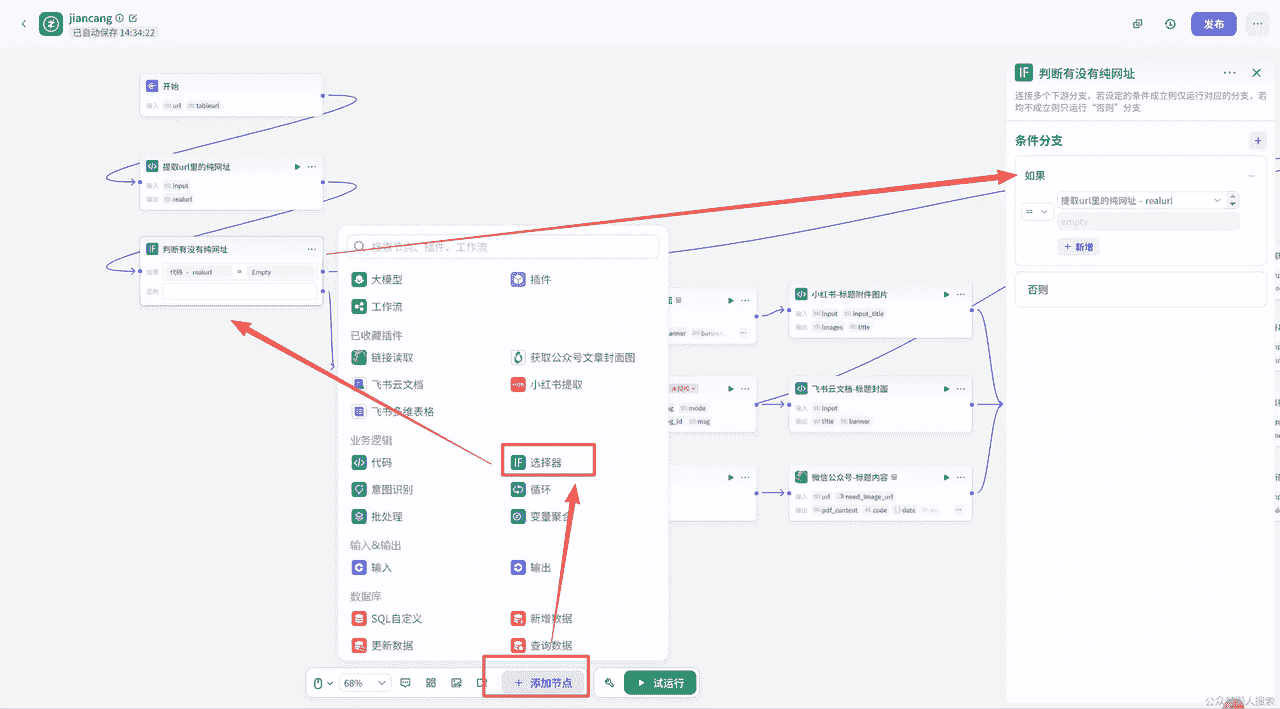 jiancang
已自动保存 14:34:22
发布
开始
输入 url tableurl
提取url里的纯网址
输入 input
输出 realurl
判断有没有纯网址
如果 代码 - realurl = Empty
否则
搜索节点、插件、工作流
大模型 插件
工作流
已收藏插件
链接读取 获取公众号文章封面图
飞书云文档 小红书提取
飞书多维表格
业务逻辑
代码 选择器
意图识别 循环
批处理 变量聚合
输入&输出
输入 输出
数据库
SQL自定义 新增数据
更新数据 查询数据
68%
添加节点
试运行
小红书-标题附件图片
输入 input input_title
输出 images title
mode
msg
飞书云文档-标题封面
输入 input
输出 title banner
微信公众号-标题内容
输入 url need_image_url
输出 pdf_content code data
IF 判断有没有纯网址
连接多个下游分支，若设定的条件成立则仅运行对应的分支，若
均不成立则只运行“否则”分支
条件分支
如果
提取url里的纯网址 - realurl
empty
新增
否则